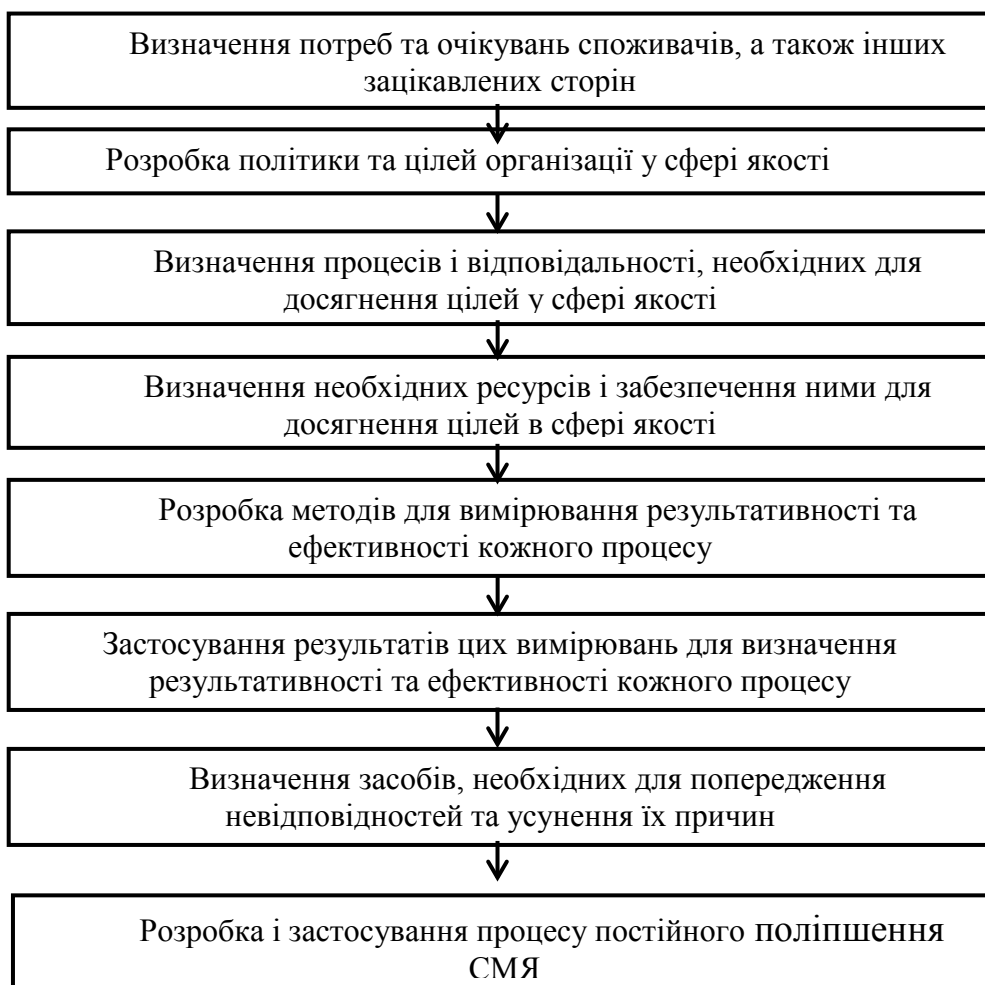 Визначення потреб та очікувань споживачів, а також інших
зацікавлених сторін
Розробка політики та цілей організації у сфері якості
Визначення процесів і відповідальності, необхідних для
досягнення цілей у сфері якості
Визначення необхідних ресурсів і забезпечення ними для
досягнення цілей в сфері якості
Розробка методів для вимірювання результативності та
ефективності кожного процесу
Застосування результатів цих вимірювань для визначення
результативності та ефективності кожного процесу
Визначення засобів, необхідних для попередження
невідповідностей та усунення їх причин
Розробка і застосування процесу постійного поліпшення
СМЯ